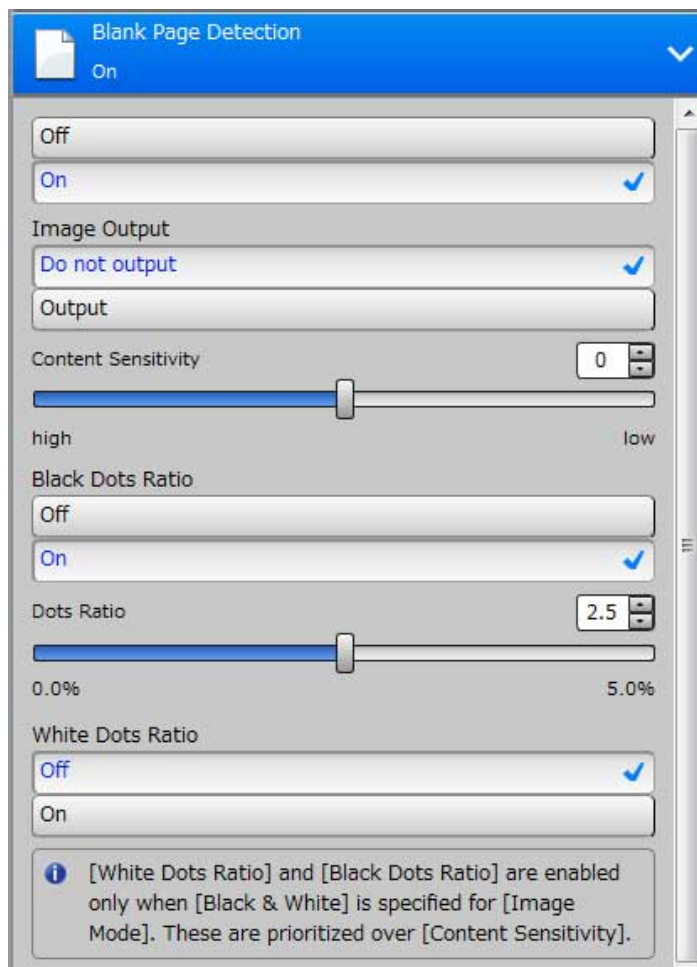 Blank Page Detection
On
Off
On
Image Output
Do not output
Output
Content Sensitivity
0
high
low
Black Dots Ratio
Off
On
Dots Ratio
2.5
0.0%
5.0%
White Dots Ratio
Off
On
[White Dots Ratio] and [Black Dots Ratio] are enabled
only when [Black & White] is specified for [Image
Mode]. These are prioritized over [Content Sensitivity].